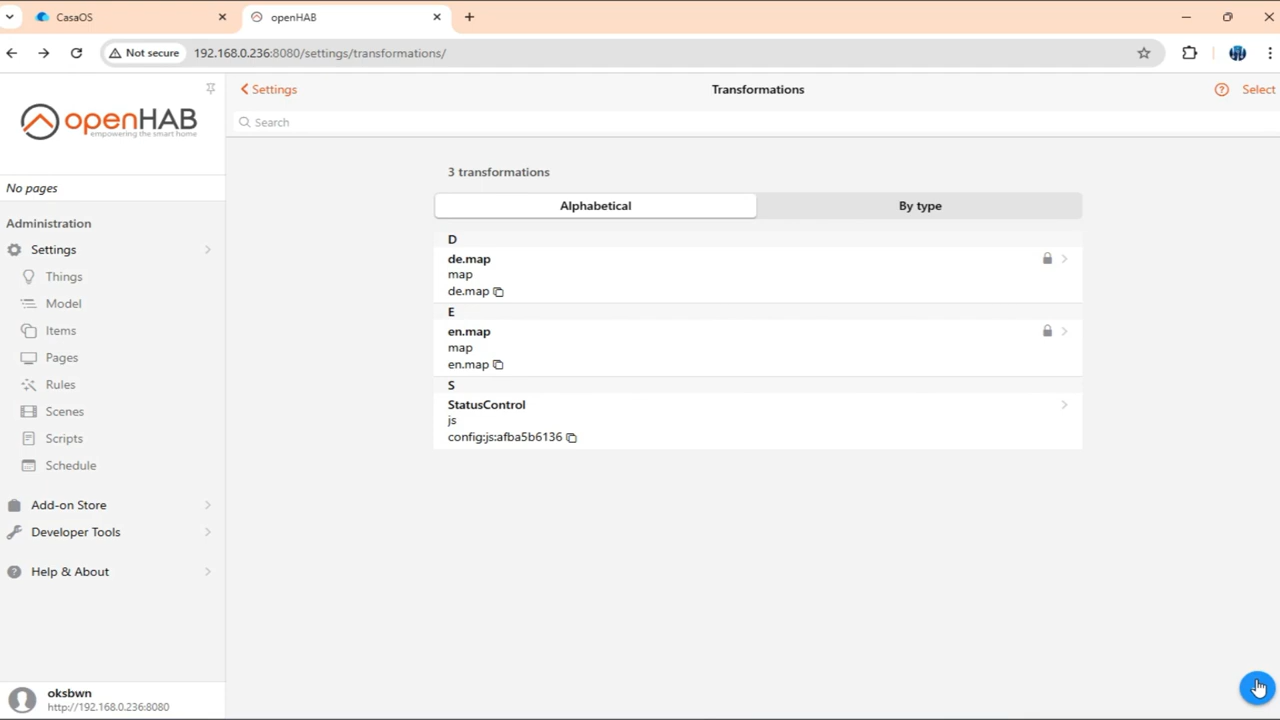 CasaOS
openHAB
Not secure
192.168.0.236:8080/settings/transformations/
openHAB
empowering the smart home
No pages
Administration
Settings
Things
Model
Items
Pages
Rules
Scenes
Scripts
Schedule
Add-on Store
Developer Tools
Help & About
oksbwn
http://192.168.0.236:8080
Settings
Transformations
Select
Search
3 transformations
Alphabetical
By type
D
de.map
map
de.map
E
en.map
map
en.map
S
StatusControl
js
config:js:afba5b6136